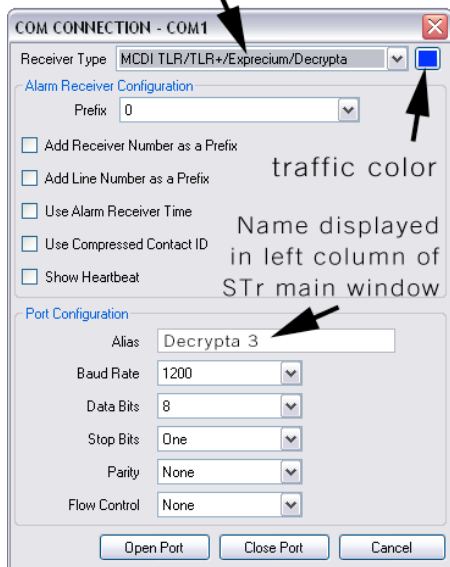 COM CONNECTION - COM1
Receiver Type MCDI TLR/TLR+/Exprecium/Decrypta
Alarm Receiver Configuration
Prefix 0
Add Receiver Number as a Prefix
traffic color
Add Line Number as a Prefix
Use Alarm Receiver Time
Use Compressed Contact ID
Show Heartbeat
Name displayed
in left column of
STr main window
Port Configuration
Alias Decrypta 3
Baud Rate 1200
Data Bits 8
Stop Bits One
Parity None
Flow Control None
Open Port Close Port Cancel